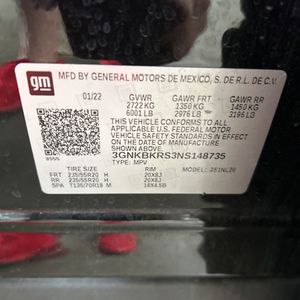 gm
MFD BY GENERAL MOTORS DE MEXICO, S. DE R.L. DE C.V.
01/22 GVWR GAWR FRT GAWR RR
2722 KG 1350 KG 1450 KG
6001 LB 2976 LB 3196 LB
THIS VEHICLE CONFORMS TO ALL
APPLICABLE U.S. FEDERAL MOTOR
VEHICLE SAFETY STANDARDS IN
EFFECT ON THE DATE OF
MANUFACTURE SHOWN ABOVE.
3GNKBKRS3NS148735
TYPE: MPV MODEL:
TIRE SIZE RIM
FRT 235/55R20 H 20X8J
RR 235/55R20 H 20X8J
SPA T135/70R18 M 18X4.5B